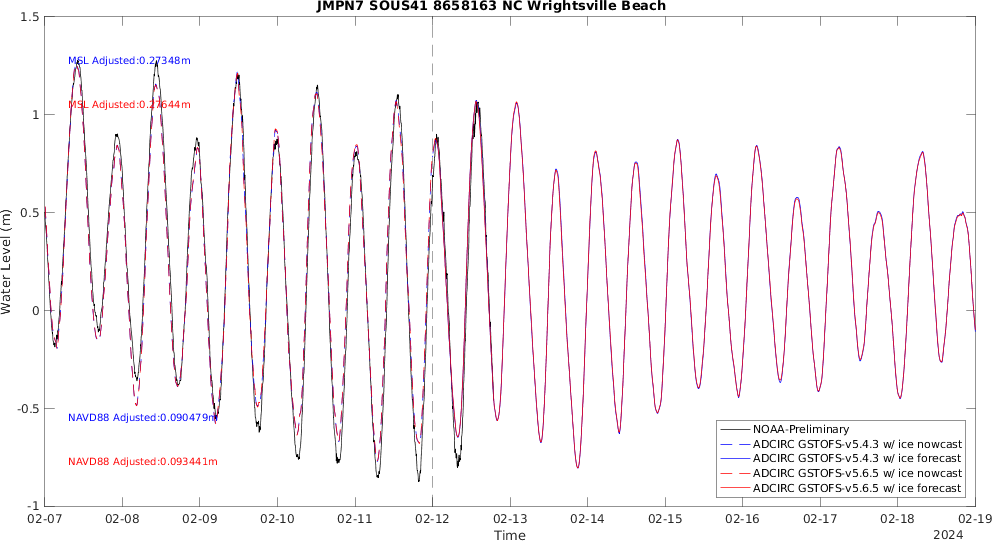 JMPN7 SOUS41 8658163 NC Wrightsville Beach
1.5
1
0.5
0
-0.5
-1
Water Level (m)
MSL Adjusted:0.27348m
MSL Adjusted:0.27644m
NAVD88 Adjusted:0.090479m
NAVD88 Adjusted:0.093441m
NOAA-Preliminary
ADCIRC GSTOFS-v5.4.3 w/ ice nowcast
ADCIRC GSTOFS-v5.4.3 w/ ice forecast
ADCIRC GSTOFS-v5.6.5 w/ ice nowcast
ADCIRC GSTOFS-v5.6.5 w/ ice forecast
02-07 02-08 02-09 02-10 02-11 02-12 02-13 02-14 02-15 02-16 02-17 02-18 02-19
Time
2024